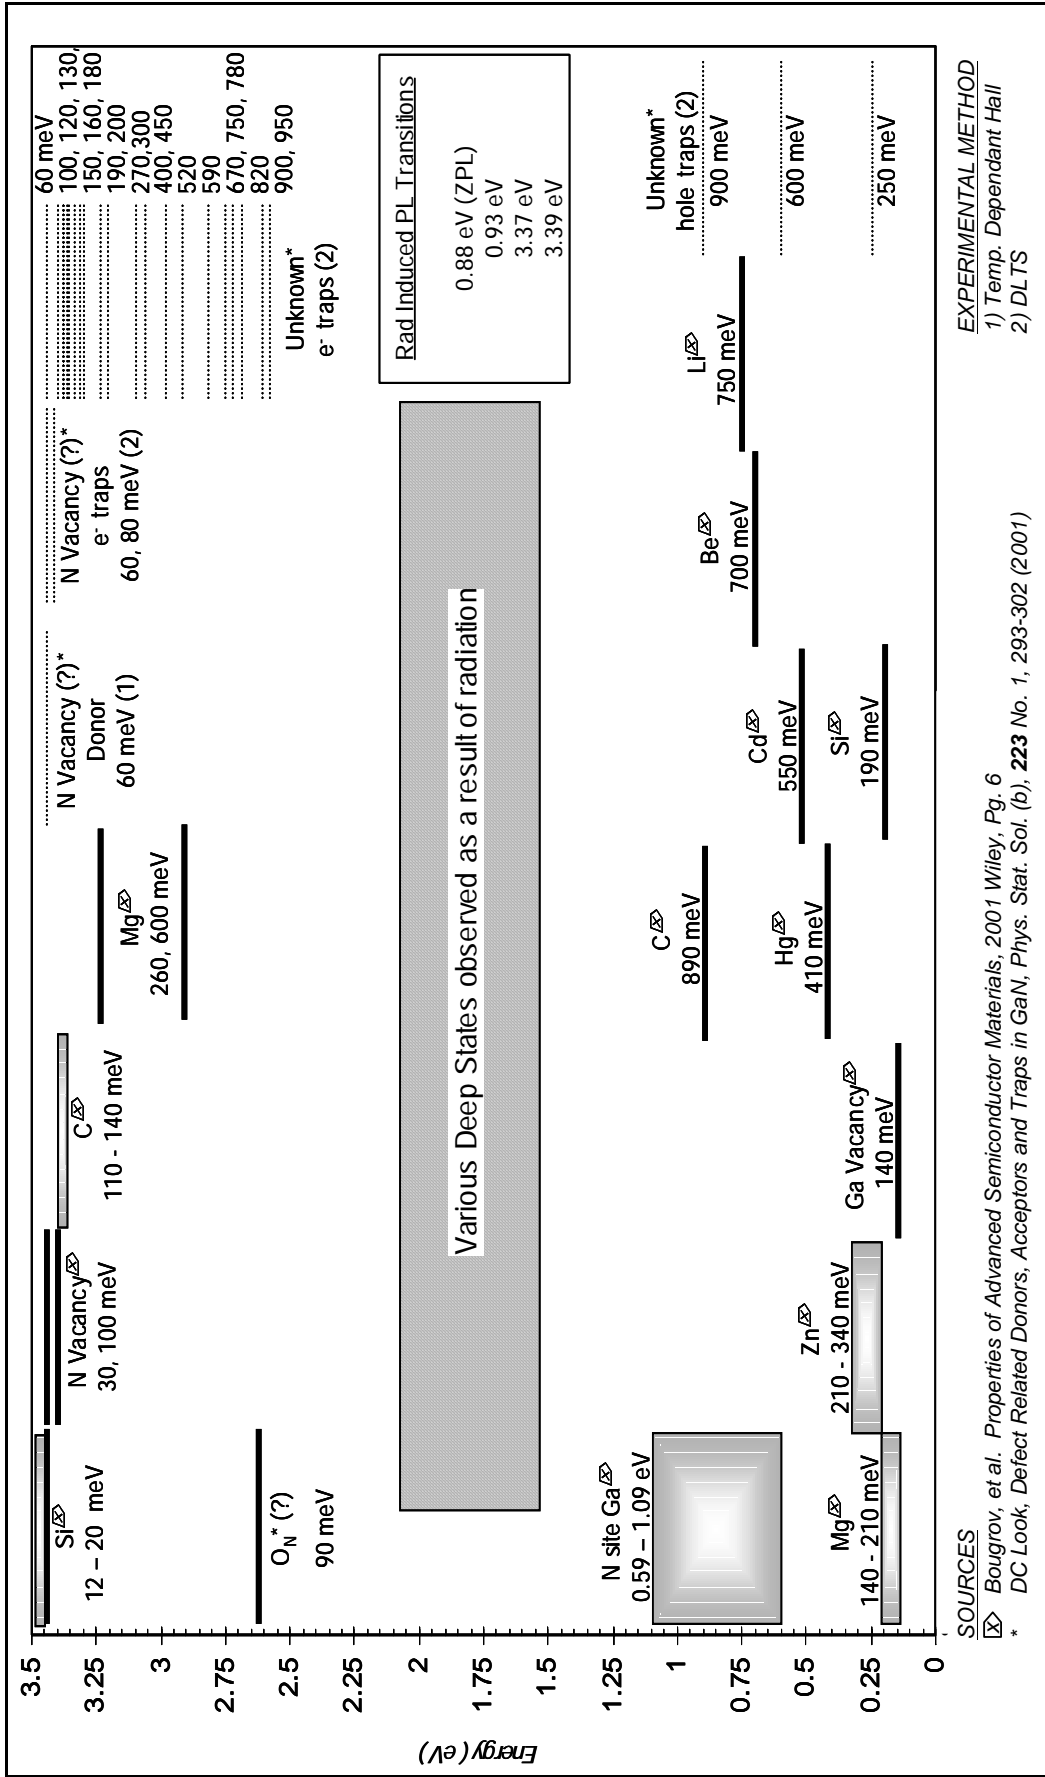 Energy (eV)
3.5
3.25
3
2.75
2.5
2
1.75
1.5
1.25
1
0.75
0.5
0.25
0
Si⮹
12 – 20 meV
N Vacancy⮹
30, 100 meV
C⮹
110 - 140 meV
Mg⮹
260, 600 meV
N Vacancy (?)*
Donor
60 meV (1)
N Vacancy (?)*
e- traps
60, 80 meV (2)
60 meV
100, 120, 130,
150, 160, 180
190, 200
270,300
400, 450
520
590
670, 750, 780
820
900, 950
Unknown*
e- traps (2)
ON* (?)
90 meV
Various Deep States observed as a result of radiation
Rad Induced PL Transitions
0.88 eV (ZPL)
0.93 eV
3.37 eV
3.39 eV
N site Ga⮹
0.59 – 1.09 eV
Mg⮹
140 - 210 meV
Zn⮹
210 - 340 meV
Ga Vacancy⮹
140 meV
C⮹
890 meV
Hg⮹
410 meV
Cd⮹
550 meV
Si⮹
190 meV
Be⮹
700 meV
Li⮹
750 meV
Unknown*
hole traps (2)
900 meV
600 meV
250 meV
SOURCES
⮹ Bougrov, et al. Properties of Advanced Semiconductor Materials, 2001 Wiley, Pg. 6
* DC Look, Defect Related Donors, Acceptors and Traps in GaN, Phys. Stat. Sol. (b), 223 No. 1, 293-302 (2001)
EXPERIMENTAL METHOD
1) Temp. Dependant Hall
2) DLTS